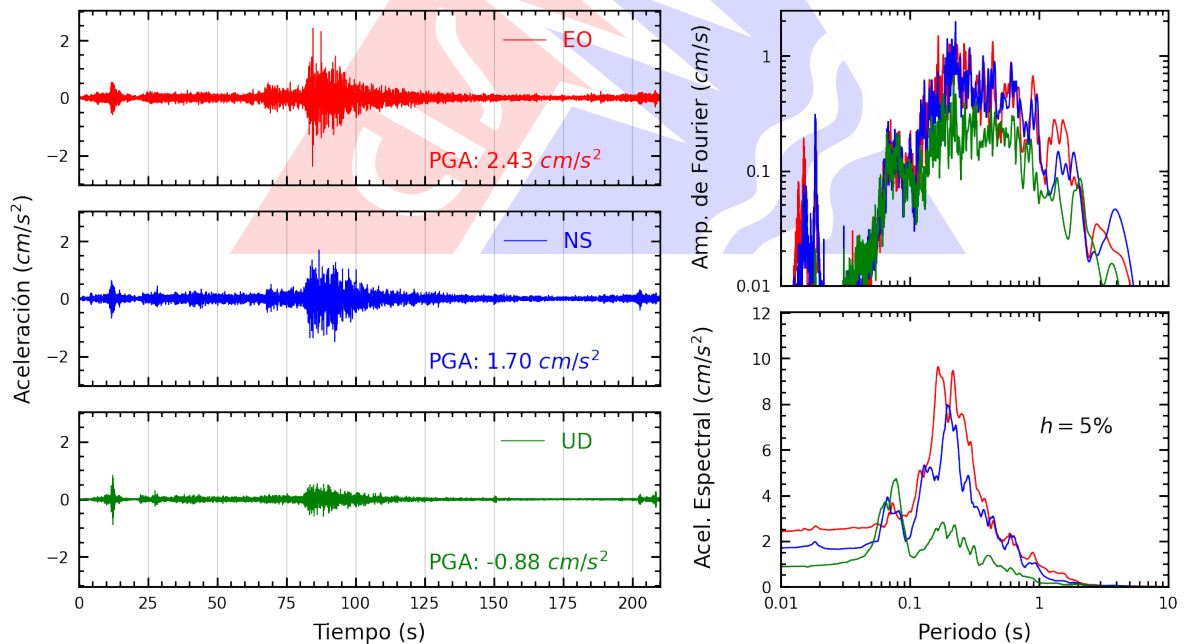 Aceleración (cm/s²)
2
0
−2
EO
PGA: 2.43 cm/s²
2
0
−2
NS
PGA: 1.70 cm/s²
2
0
−2
UD
PGA: -0.88 cm/s²
0 25 50 75 100 125 150 175 200
Tiempo (s)
Amp. de Fourier (cm/s)
1
0.1
0.01
Acel. Espectral (cm/s²)
12
10
8
6
4
2
0
h = 5%
0.01 0.1 1 10
Periodo (s)